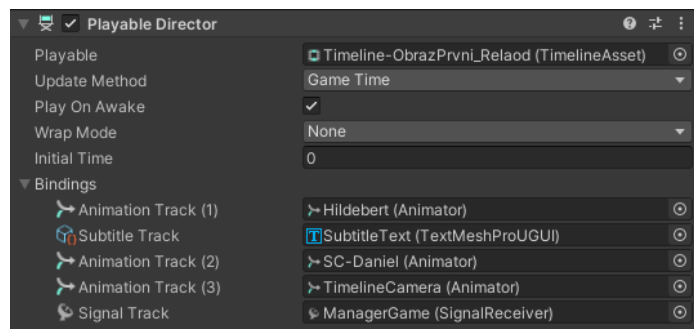 Playable Director
Playable Timeline-ObrazPrvni_Relaod (TimelineAsset)
Update Method Game Time
Play On Awake
Wrap Mode None
Initial Time 0
Bindings
Animation Track (1) Hildebert (Animator)
Subtitle Track SubtitleText (TextMeshProUGUI)
Animation Track (2) SC-Daniel (Animator)
Animation Track (3) TimelineCamera (Animator)
Signal Track ManagerGame (SignalReceiver)